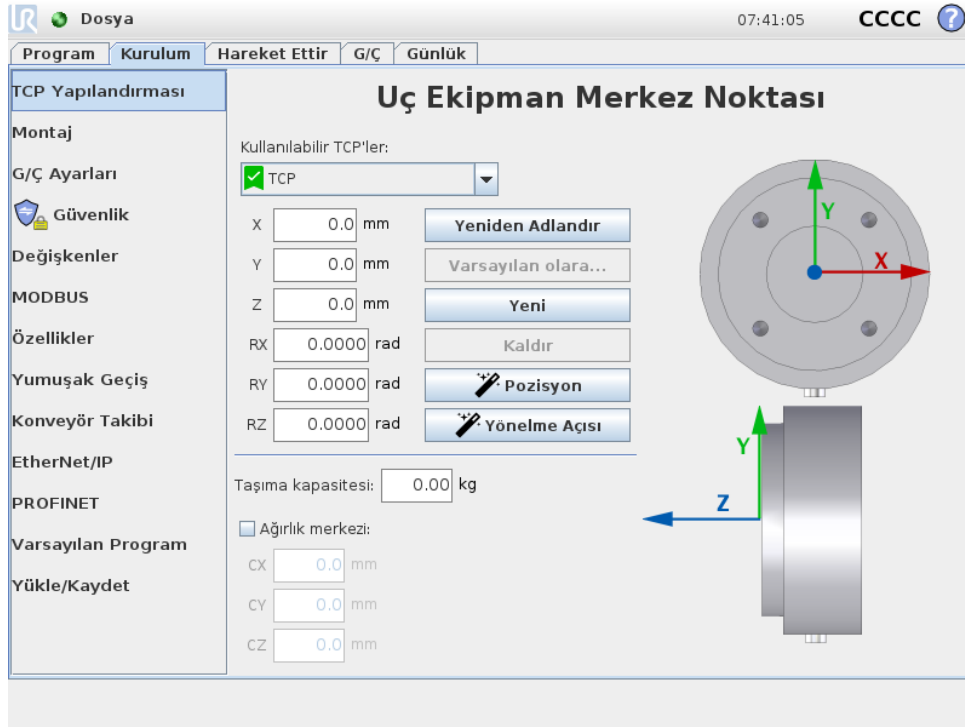 UR Dosya 07:41:05 CCCC ?
Program Kurulum Hareket Ettir G/Ç Günlük
TCP Yapılandırması
Montaj
G/Ç Ayarları
Güvenlik
Değişkenler
MODBUS
Özellikler
Yumuşak Geçiş
Konveyör Takibi
EtherNet/IP
PROFINET
Varsayılan Program
Yükle/Kaydet
Uç Ekipman Merkez Noktası
Kullanılabilir TCP'ler:
TCP
X 0.0 mm Yeniden Adlandır
Y 0.0 mm Varsayılan olara...
Z 0.0 mm Yeni
RX 0.0000 rad Kaldır
RY 0.0000 rad Pozisyon
RZ 0.0000 rad Yönelme Açısı
Taşıma kapasitesi: 0.00 kg
Ağırlık merkezi:
CX 0.0 mm
CY 0.0 mm
CZ 0.0 mm
Y
X
Y
Z